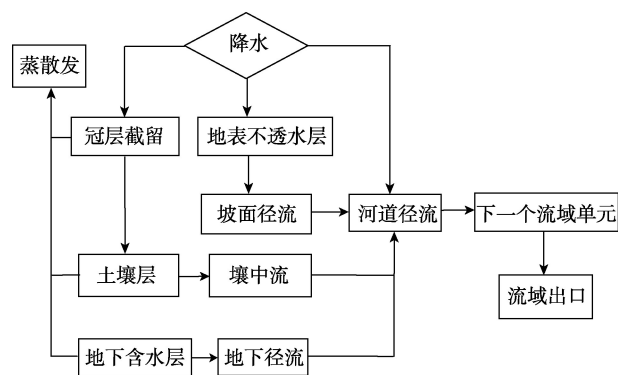 降水
蒸散发
冠层截留
地表不透水层
坡面径流
河道径流
下一个流域单元
土壤层
壤中流
流域出口
地下含水层
地下径流